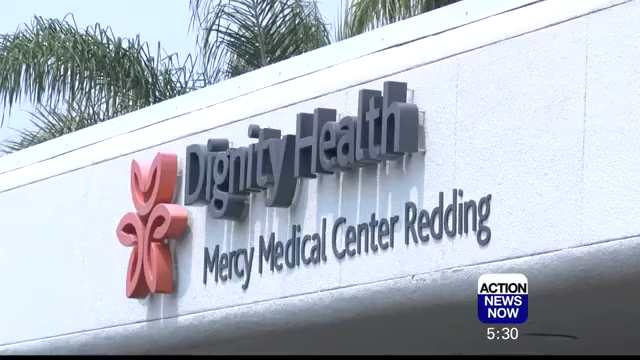 Dignity Health
Mercy Medical Center Redding
ACTION
NEWS
NOW
5:30